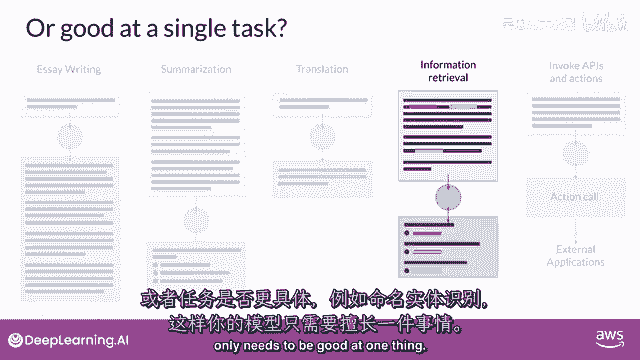 Or good at a single task?
Essay Writing
Summarization
Translation
Information
retrieval
Invoke APIs
and actions
Action call
External
Applications
或者任务是否更具体，例如命名实体识别，
这样你的模型只需要擅长一件事情。
only needs to be good at one thing.
DeepLearning.AI
aws